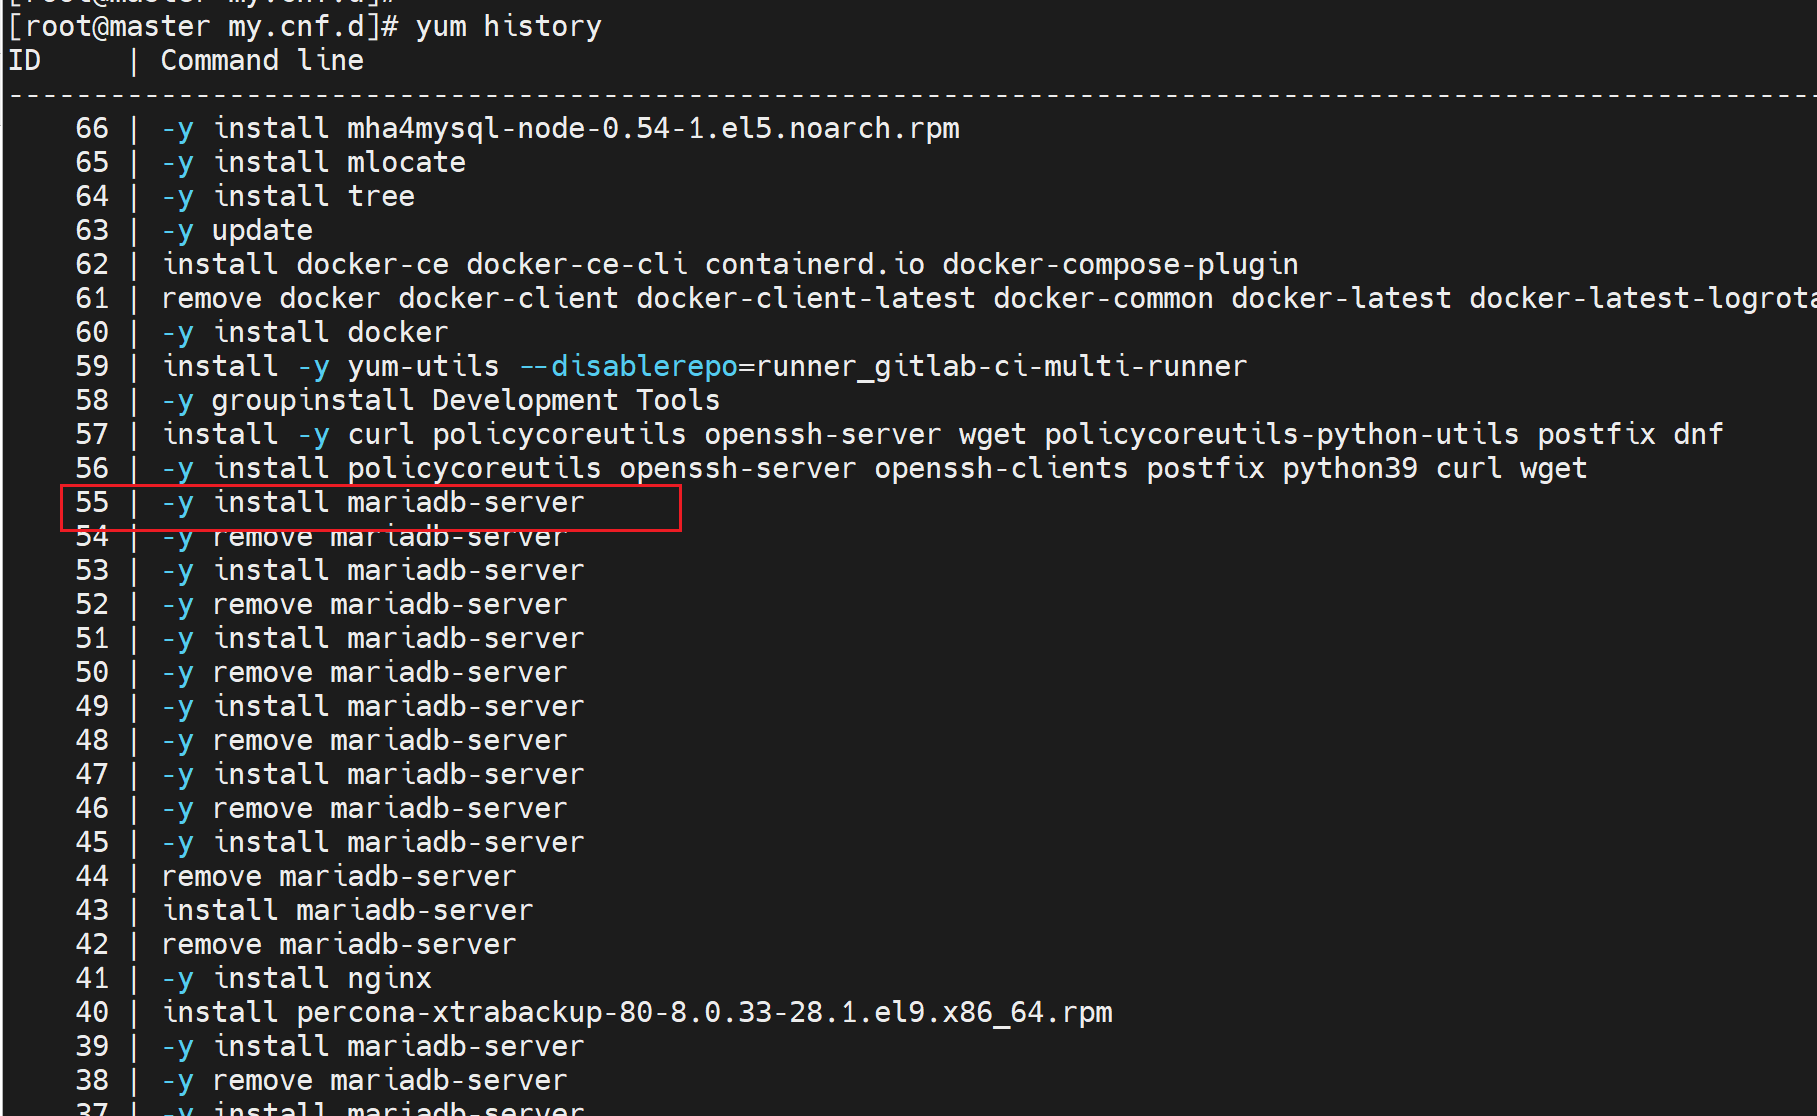 [root@master my.cnf.d]#
[root@master my.cnf.d]# yum history
ID     | Command line
-----------------------------------------------------------------------------------------------------------
    66 | -y install mha4mysql-node-0.54-1.el5.noarch.rpm
    65 | -y install mlocate
    64 | -y install tree
    63 | -y update
    62 | install docker-ce docker-ce-cli containerd.io docker-compose-plugin
    61 | remove docker docker-client docker-client-latest docker-common docker-latest docker-latest-logrota
    60 | -y install docker
    59 | install -y yum-utils --disablerepo=runner_gitlab-ci-multi-runner
    58 | -y groupinstall Development Tools
    57 | install -y curl policycoreutils openssh-server wget policycoreutils-python-utils postfix dnf
    56 | -y install policycoreutils openssh-server openssh-clients postfix python39 curl wget
    55 | -y install mariadb-server
    54 | -y remove mariadb-server
    53 | -y install mariadb-server
    52 | -y remove mariadb-server
    51 | -y install mariadb-server
    50 | -y remove mariadb-server
    49 | -y install mariadb-server
    48 | -y remove mariadb-server
    47 | -y install mariadb-server
    46 | -y remove mariadb-server
    45 | -y install mariadb-server
    44 | remove mariadb-server
    43 | install mariadb-server
    42 | remove mariadb-server
    41 | -y install nginx
    40 | install percona-xtrabackup-80-8.0.33-28.1.el9.x86_64.rpm
    39 | -y install mariadb-server
    38 | -y remove mariadb-server
    37 | -y install mariadb-server